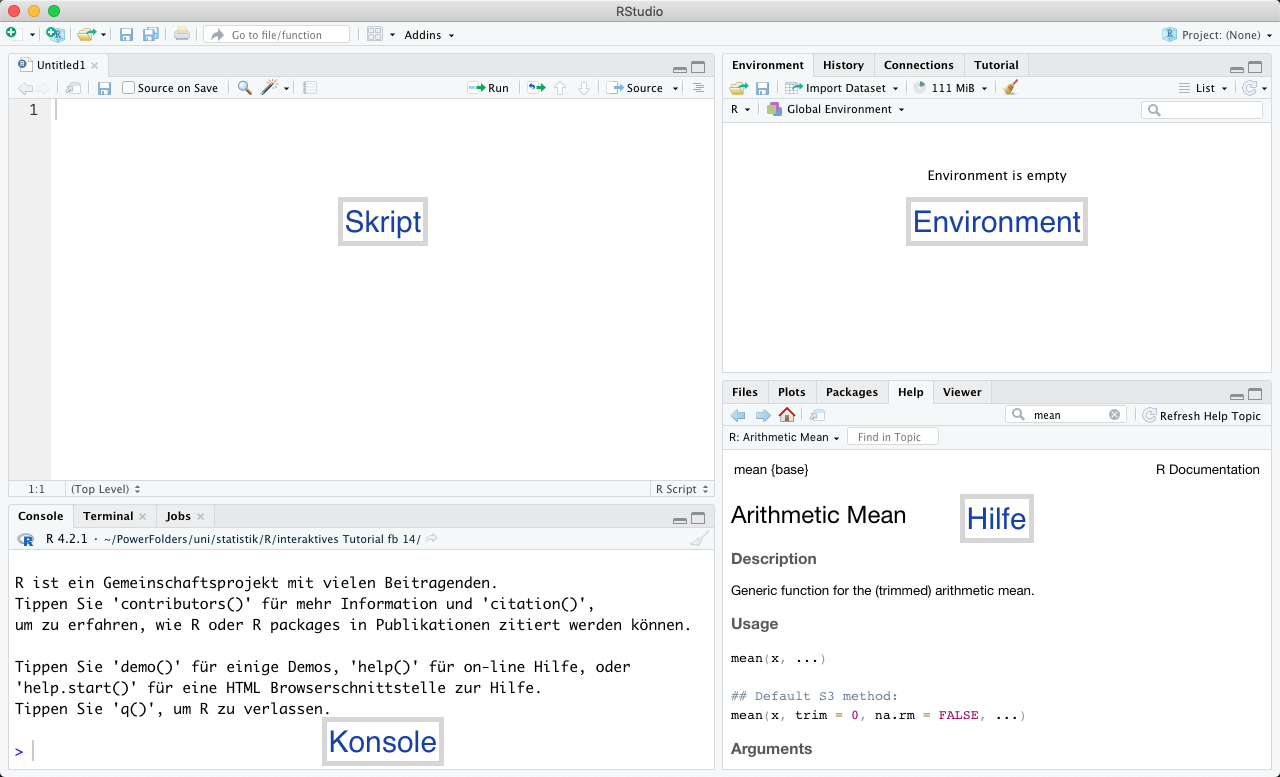 RStudio
Go to file/function
Addins
Project: (None)
Untitled1
Source on Save
Run
Source
1
Skript
1:1
(Top Level)
R Script
Console
Terminal
Jobs
R 4.2.1 · ~/PowerFolders/uni/statistik/R/interaktives Tutorial fb 14/
R ist ein Gemeinschaftsprojekt mit vielen Beitragenden.
Tippen Sie 'contributors()' für mehr Information und 'citation()',
um zu erfahren, wie R oder R packages in Publikationen zitiert werden können.
Tippen Sie 'demo()' für einige Demos, 'help()' für on-line Hilfe, oder
'help.start()' für eine HTML Browserschnittstelle zur Hilfe.
Tippen Sie 'q()', um R zu verlassen.
Konsole
>
Environment
History
Connections
Tutorial
Import Dataset
111 MiB
List
R
Global Environment
Environment is empty
Environment
Files
Plots
Packages
Help
Viewer
mean
Refresh Help Topic
R: Arithmetic Mean
Find in Topic
mean {base}
R Documentation
Arithmetic Mean
Hilfe
Description
Generic function for the (trimmed) arithmetic mean.
Usage
mean(x, ...)
## Default S3 method:
mean(x, trim = 0, na.rm = FALSE, ...)
Arguments